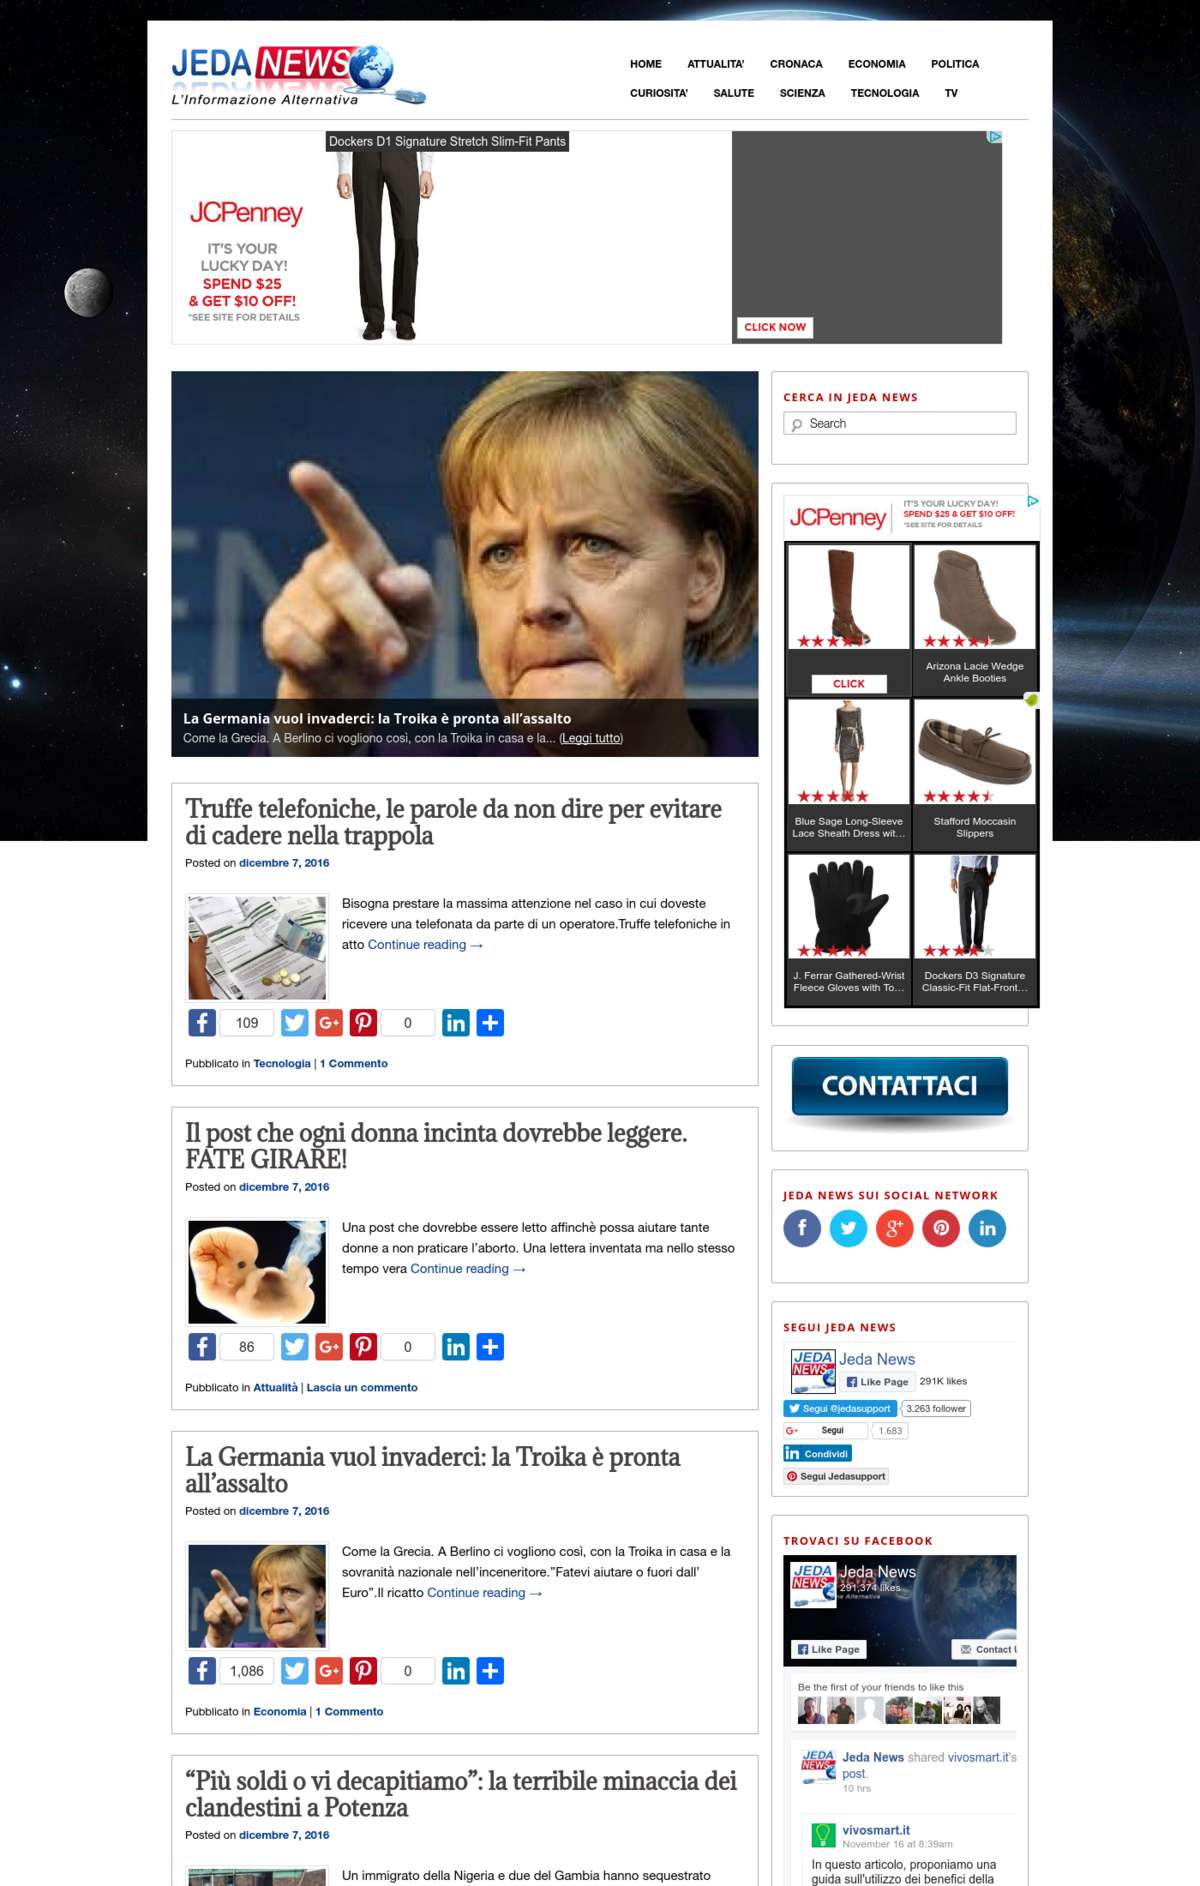 JEDA NEWS
L'Informazione Alternativa
HOME ATTUALITA' CRONACA ECONOMIA POLITICA
CURIOSITA' SALUTE SCIENZA TECNOLOGIA TV
Dockers D1 Signature Stretch Slim-Fit Pants
JCPenney
IT'S YOUR
LUCKY DAY!
SPEND $25
& GET $10 OFF!
*SEE SITE FOR DETAILS
CLICK NOW
La Germania vuol invaderci: la Troika è pronta all’assalto
Come la Grecia. A Berlino ci vogliono così, con la Troika in casa e la... (Leggi tutto)
Truffe telefoniche, le parole da non dire per evitare
di cadere nella trappola
Posted on dicembre 7, 2016
Bisogna prestare la massima attenzione nel caso in cui doveste
ricevere una telefonata da parte di un operatore.Truffe telefoniche in
atto Continue reading →
109
0
Pubblicato in Tecnologia | 1 Commento
Il post che ogni donna incinta dovrebbe leggere.
FATE GIRARE!
Posted on dicembre 7, 2016
Una post che dovrebbe essere letto affinchè possa aiutare tante
donne a non praticare l’aborto. Una lettera inventata ma nello stesso
tempo vera Continue reading →
86
0
Pubblicato in Attualità | Lascia un commento
La Germania vuol invaderci: la Troika è pronta
all’assalto
Posted on dicembre 7, 2016
Come la Grecia. A Berlino ci vogliono così, con la Troika in casa e la
sovranità nazionale nell’inceneritore.”Fatevi aiutare o fuori dall’
Euro”.Il ricatto Continue reading →
1,086
0
Pubblicato in Economia | 1 Commento
“Più soldi o vi decapitiamo”: la terribile minaccia dei
clandestini a Potenza
Posted on dicembre 7, 2016
Un immigrato della Nigeria e due del Gambia hanno sequestrato
CERCA IN JEDA NEWS
Search
JCPenney
IT'S YOUR LUCKY DAY!
SPEND $25 & GET $10 OFF!
*SEE SITE FOR DETAILS
CLICK
Arizona Lacie Wedge
Ankle Booties
Blue Sage Long-Sleeve
Lace Sheath Dress wit...
Stafford Moccasin
Slippers
J. Ferrar Gathered-Wrist
Fleece Gloves with To...
Dockers D3 Signature
Classic-Fit Flat-Front...
CONTATTACI
JEDA NEWS SUI SOCIAL NETWORK
SEGUI JEDA NEWS
JEDA NEWS
Jeda News
Like Page 291K likes
Segui @jedasupport 3.263 follower
Segui 1.683
Condividi
Segui Jedasupport
TROVACI SU FACEBOOK
JEDA NEWS
Jeda News
291,374 likes
Like Page
Contact U
Be the first of your friends to like this
JEDA NEWS
Jeda News shared vivosmart.it's
post.
10 hrs
vivosmart.it
November 16 at 8:39am
In questo articolo, proponiamo una
guida sull'utilizzo dei benefici della